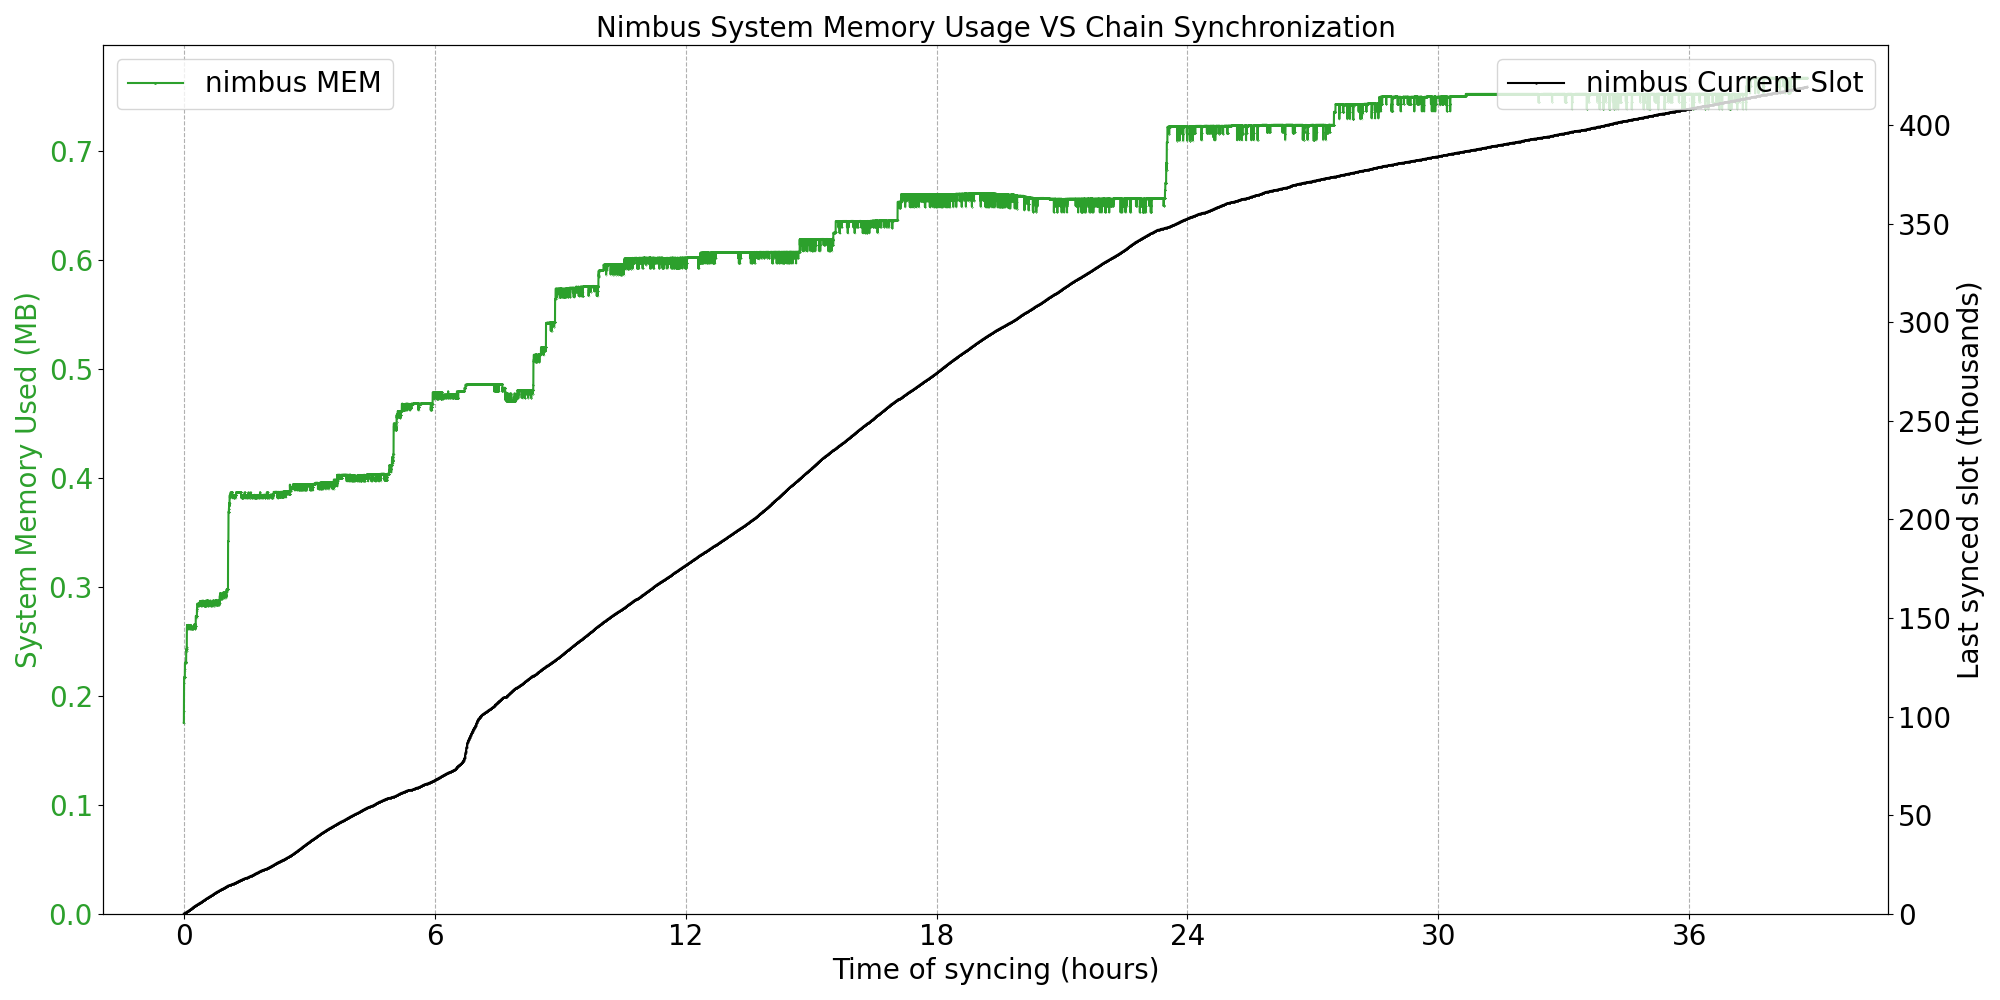 Nimbus System Memory Usage VS Chain Synchronization
nimbus MEM
nimbus Current Slot
System Memory Used (MB)
0.7
0.6
0.5
0.4
0.3
0.2
0.1
0.0
400
350
300
250
200
150
100
50
0
Last synced slot (thousands)
0 6 12 18 24 30 36
Time of syncing (hours)